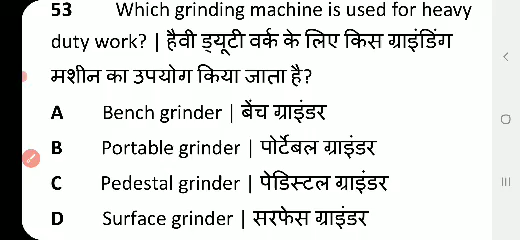 53 Which grinding machine is used for heavy
duty work? | हैवी ड्यूटी वर्क के लिए किस ग्राइंडिंग
मशीन का उपयोग किया जाता है?
A Bench grinder | बेंच ग्राइंडर
B Portable grinder | पोर्टेबल ग्राइंडर
C Pedestal grinder | पेडिस्टल ग्राइंडर
D Surface grinder | सरफेस ग्राइंडर